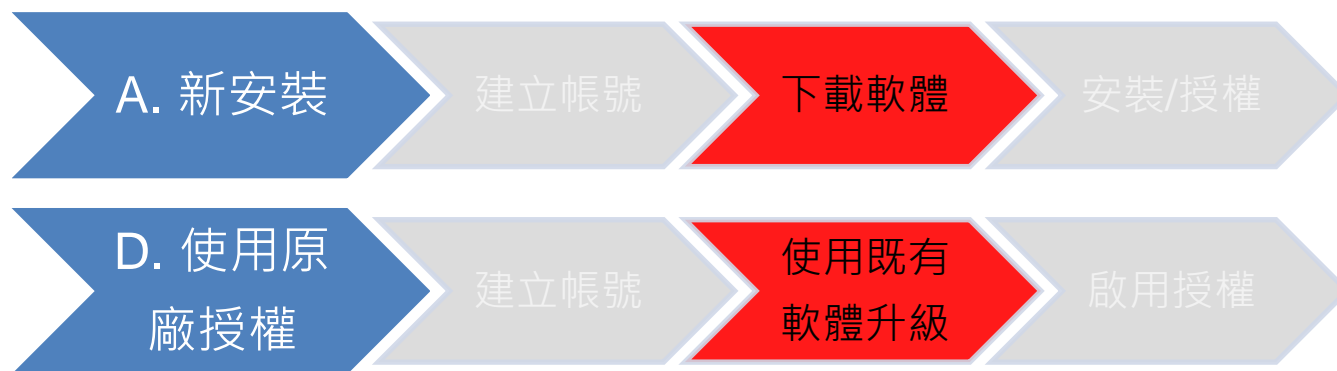 A. 新安裝
建立帳號
下載軟體
安裝/授權
D. 使用原
廠授權
建立帳號
使用既有
軟體升級
啟用授權